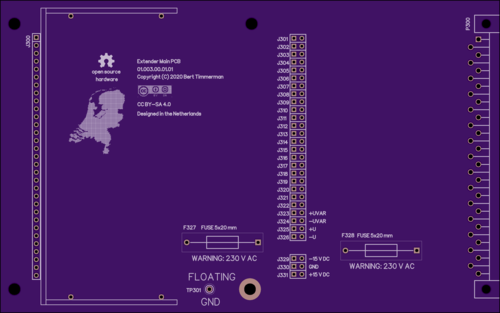 J300
open source
hardware
Extender Main PCB
01.003.00.01.01
Copyright (C) 2020 Bert Timmerman
CC BY-SA 4.0
Designed in the Netherlands
P300
J301
J302
J303
J304
J305
J306
J307
J308
J309
J310
J311
J312
J313
J314
J315
J316
J317
J318
J319
J320
J321
J322
J323 +UVAR
J324 -UVAR
J325 +U
J326 -U
F327 FUSE 5x20 mm
WARNING: 230 V AC
F328 FUSE 5x20 mm
WARNING: 230 V AC
J329 -15 V DC
J330 GND
J331 +15 V DC
FLOATING
TP301
GND